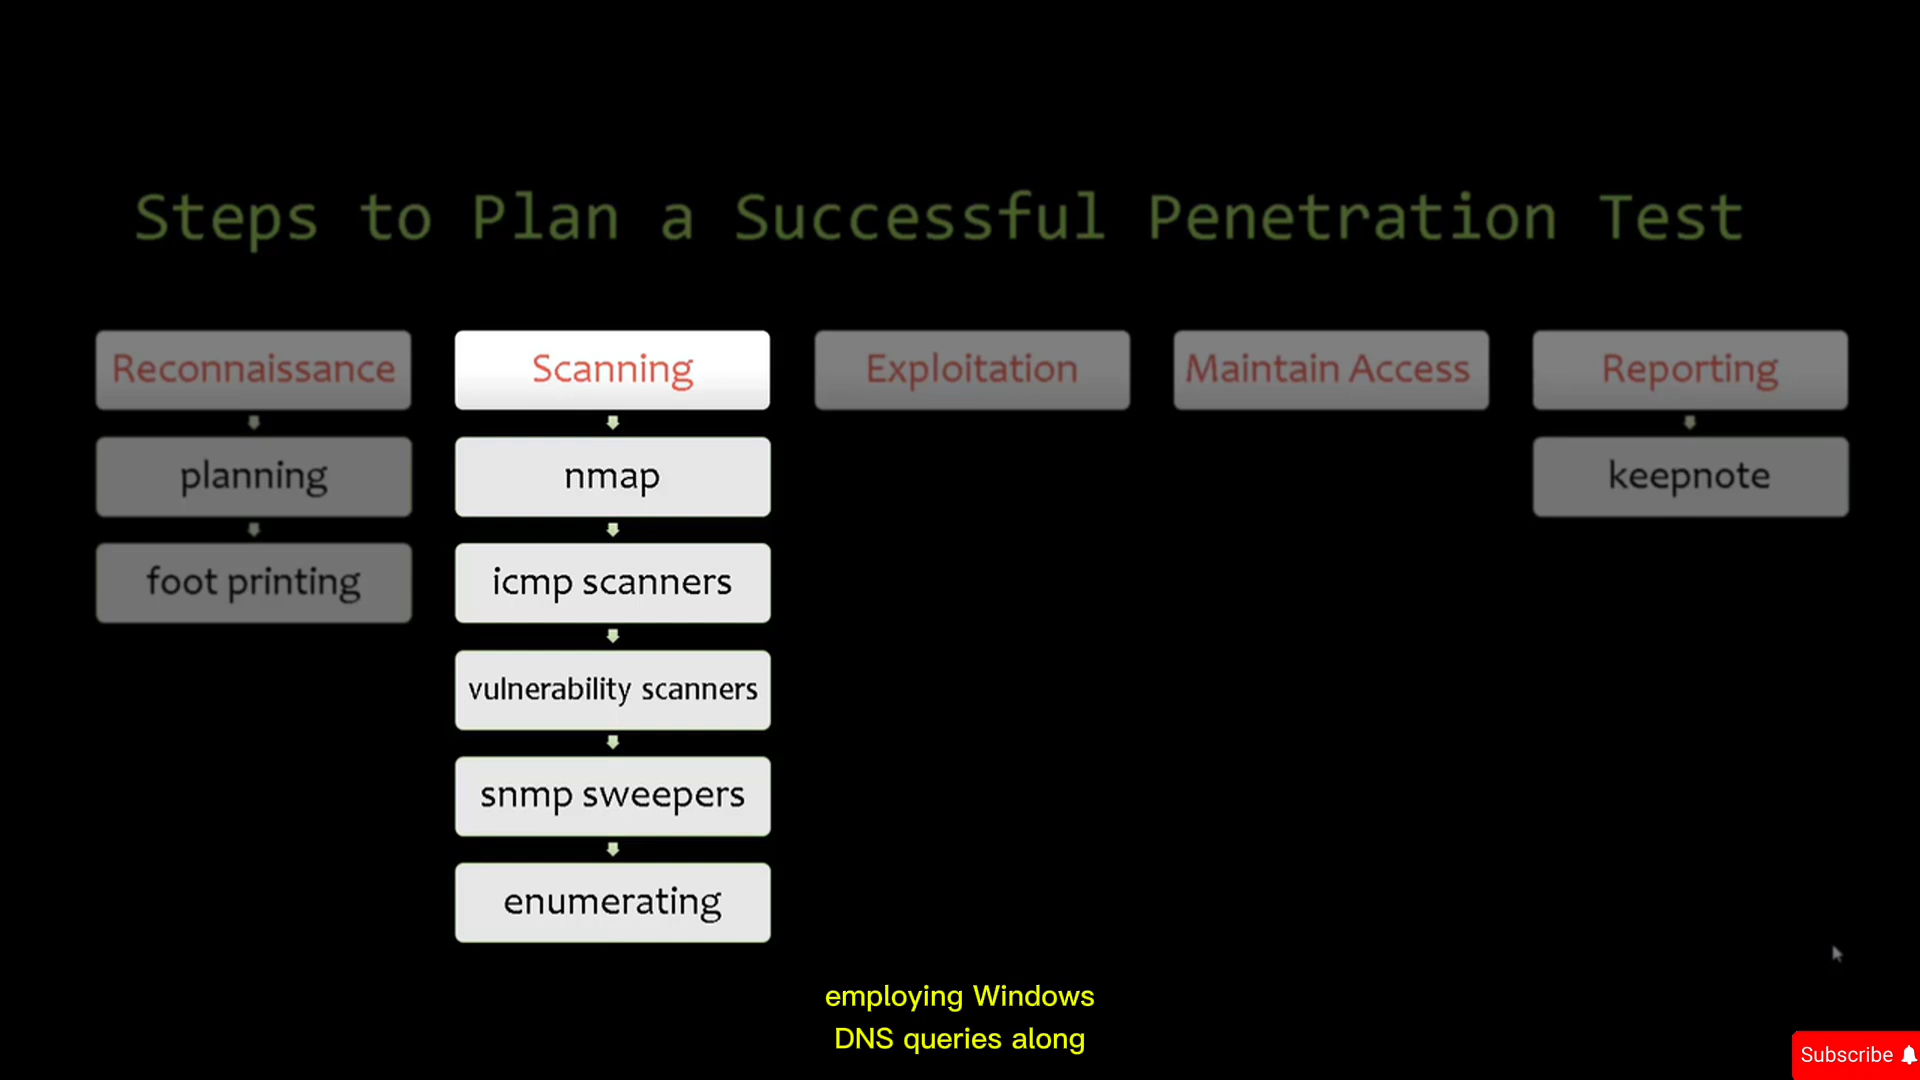 Steps to Plan a Successful Penetration Test
Reconnaissance
planning
foot printing
Scanning
nmap
icmp scanners
vulnerability scanners
snmp sweepers
enumerating
Exploitation
Maintain Access
Reporting
keepnote
employing Windows
DNS queries along
Subscribe